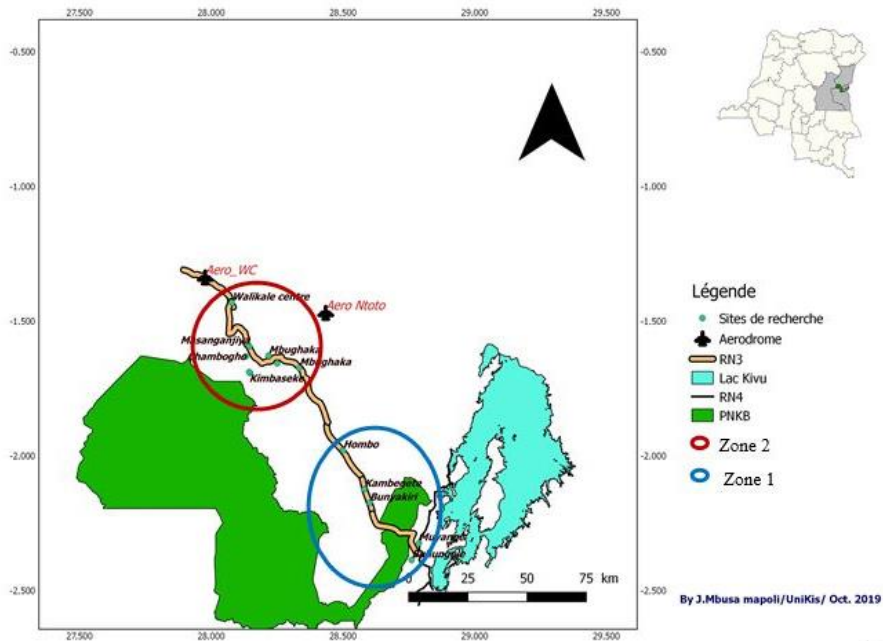 27.500 28.000 28.500 29.000 29.500
-0.500 -0.500
-1.000 -1.000
Aero_WC
Walikale centre
Aero Ntoto
-1.500 -1.500
Masanganjiya
Mbughaka
Chambogho
Mbughaka
Kimbaseke
Hombo
-2.000 -2.000
Bunyakiri
-2.500 -2.500
0 25 50 75 km
27.500 28.000 28.500 29.000 29.500
Légende
Sites de recherche
Aerodrome
RN3
Lac Kivu
RN4
PNKB
Zone 2
Zone 1
By J.Mbusa mapoli/UniKis/ Oct. 2019